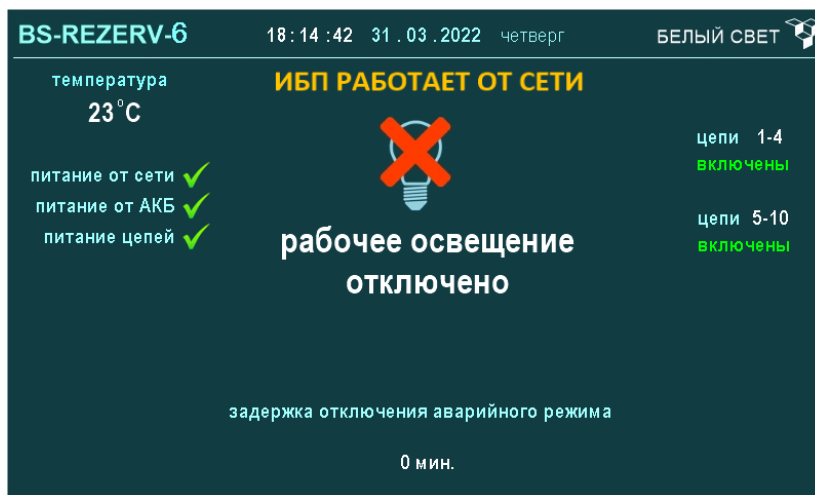 BS-REZERV-6 18:14:42 31.03.2022 четверг БЕЛЫЙ СВЕТ
температура
23°C
питание от сети
питание от АКБ
питание цепей
ИБП РАБОТАЕТ ОТ СЕТИ
рабочее освещение
отключено
цепи 1-4
включены
цепи 5-10
включены
задержка отключения аварийного режима
0 мин.